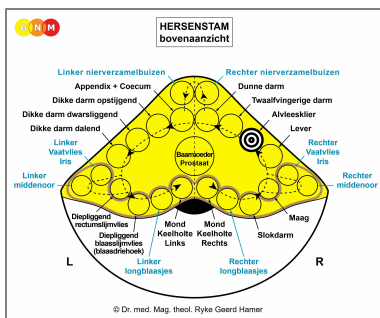 GNM
HERSENSTAM
bovenaanzicht
Linker nierverzamelbuizen
Rechter nierverzamelbuizen
Appendix + Coecum
Dunne darm
Dikke darm opstijgend
Twaalfvingerige darm
Dikke darm dwarsliggend
Alvleesklier
Dikke darm dalend
Lever
Linker
Vaatvlies
Iris
Rechter
Vaatvlies
Iris
Baarmoeder
Prostaat
Linker
middenoor
Rechter
middenoor
Diepliggend
rectumslijmvlies
Diepliggend
blaasslijmvlies
(blaasdriehoek)
Mond
Keelholte
Links
Mond
Keelholte
Rechts
Maag
Slokdarm
Linker
longblaasjes
Rechter
longblaasjes
L
R
© Dr. med. Mag. theol. Ryke Geerd Hamer